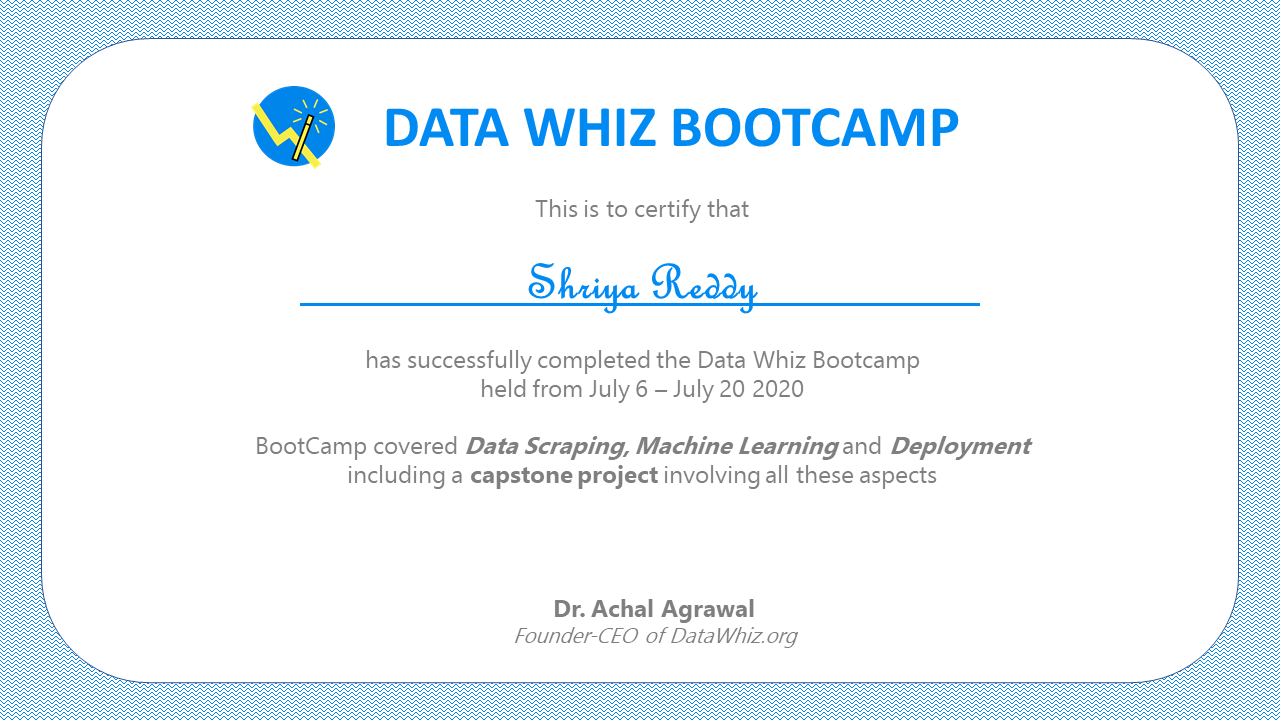 DATA WHIZ BOOTCAMP
This is to certify that
Shriya Reddy
has successfully completed the Data Whiz Bootcamp
held from July 6 – July 20 2020
BootCamp covered Data Scraping, Machine Learning and Deployment
including a capstone project involving all these aspects
Dr. Achal Agrawal
Founder-CEO of DataWhiz.org